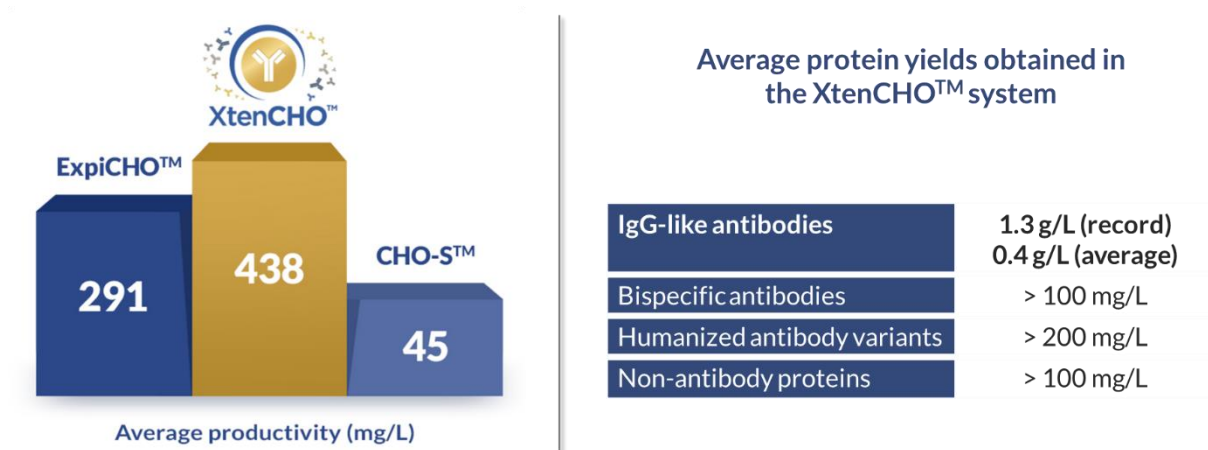 XtenCHO™
ExpiCHO™
438
291
CHO-S™
45
Average productivity (mg/L)
Average protein yields obtained in
the XtenCHO™ system
IgG-like antibodies
1.3 g/L (record)
0.4 g/L (average)
Bispecific antibodies
> 100 mg/L
Humanized antibody variants
> 200 mg/L
Non-antibody proteins
> 100 mg/L